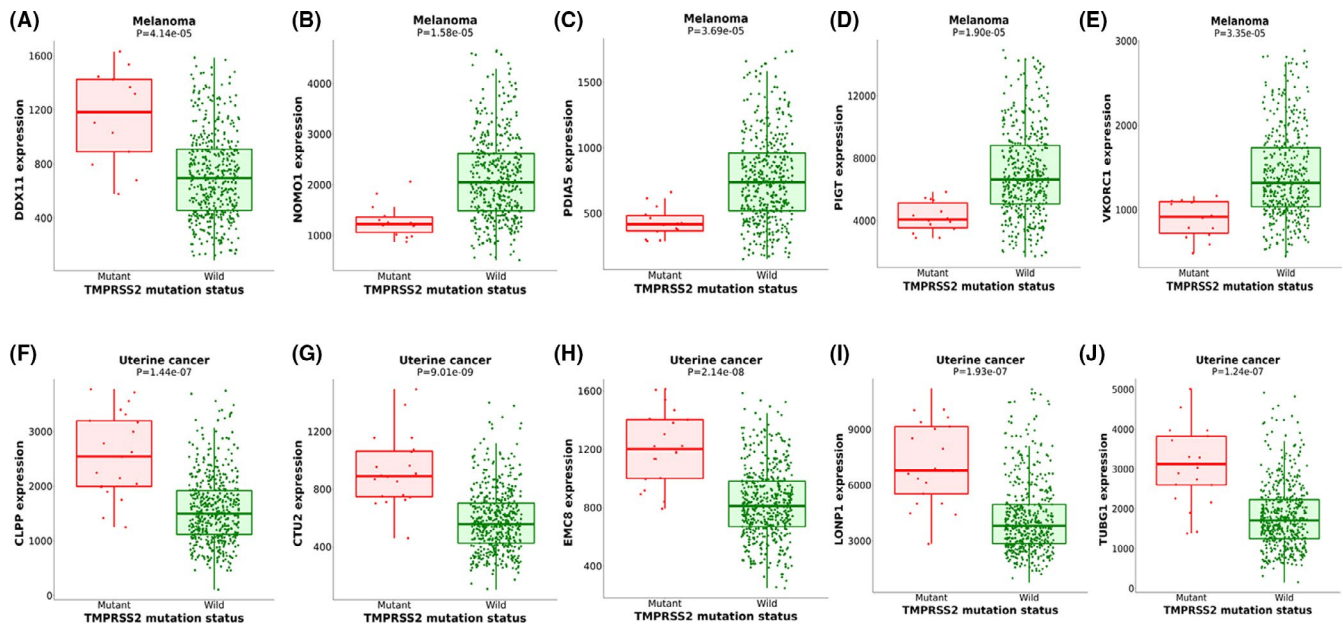 (A)
Melanoma
P=4.14e-05
DDX11 expression
1600
1200
800
400
Mutant
Wild
TMPRSS2 mutation status
(B)
Melanoma
P=1.58e-05
NOMO1 expression
4000
3000
2000
1000
Mutant
Wild
TMPRSS2 mutation status
(C)
Melanoma
P=3.69e-05
PDIA5 expression
1500
1000
500
Mutant
Wild
TMPRSS2 mutation status
(D)
Melanoma
P=1.90e-05
PIGT expression
12000
8000
4000
Mutant
Wild
TMPRSS2 mutation status
(E)
Melanoma
P=3.35e-05
VKORC1 expression
3000
2000
1000
Mutant
Wild
TMPRSS2 mutation status
(F)
Uterine cancer
P=1.44e-07
CLPP expression
3000
2000
1000
0
Mutant
Wild
TMPRSS2 mutation status
(G)
Uterine cancer
P=9.01e-09
CTU2 expression
1200
800
400
Mutant
Wild
TMPRSS2 mutation status
(H)
Uterine cancer
P=2.14e-08
EMC8 expression
1600
1200
800
400
Mutant
Wild
TMPRSS2 mutation status
(I)
Uterine cancer
P=1.93e-07
LONP1 expression
9000
6000
3000
Mutant
Wild
TMPRSS2 mutation status
(J)
Uterine cancer
P=1.24e-07
TUBG1 expression
5000
4000
3000
2000
1000
0
Mutant
Wild
TMPRSS2 mutation status